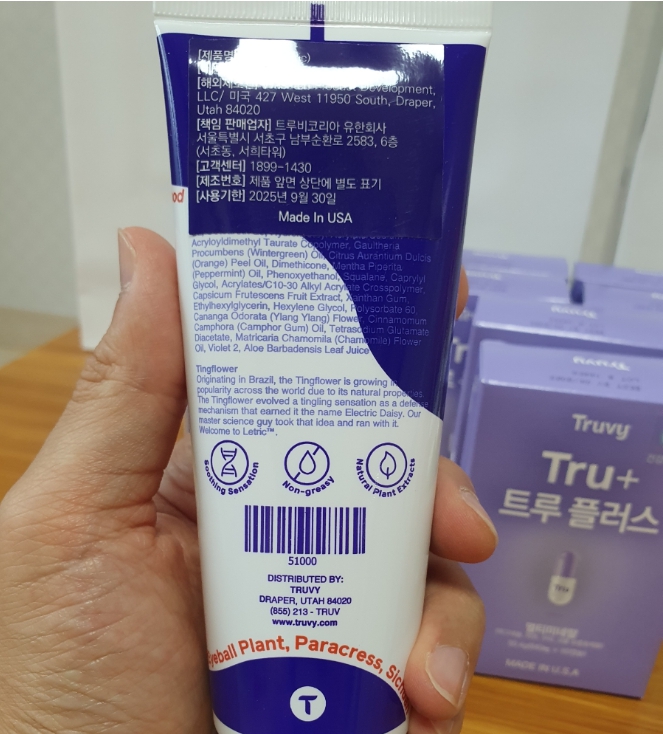 [제품명
Development,
LLC/ 미국 427 West 11950 South, Draper,
Utah 84020
[책임 판매업자] 트루비코리아 유한회사
서울특별시 서초구 남부순환로 2583, 6층
(서초동, 서희타워)
[고객센터] 1899-1430
[제조번호] 제품 앞면 상단에 별도 표기
[사용기한] 2025년 9월 30일
Made In USA
Acryloyldimethyl Taurate Copolymer, Gaultheria
Procumbens (Wintergreen) Oil, Citrus Aurantium Dulcis
(Orange) Peel Oil, Dimethicone, Mentha Piperita
(Peppermint) Oil, Phenoxyethanol, Squalane, Caprylyl
Glycol, Acrylates/C10-30 Alkyl Acrylate Crosspolymer,
Capsicum Frutescens Fruit Extract, Xanthan Gum,
Ethylhexylglycerin, Hexylene Glycol, Polysorbate 60,
Cananga Odorata (Ylang Ylang) Flower, Cinnamomum
Camphora (Camphor Gum) Oil, Tetrasodium Glutamate
Diacetate, Matricaria Chamomilla (Chamomile) Flower
Oil, Violet 2, Aloe Barbadensis Leaf Juice
Tingflower
Originating in Brazil, the Tingflower is growing in
popularity across the world due to its natural properties.
The Tingflower evolved a tingling sensation as a defense
mechanism that earned it the name Electric Daisy. Our
master science guy took that idea and ran with it.
Welcome to Letric™.
Soothing Sensation
Non-greasy
Natural Plant Extracts
51000
DISTRIBUTED BY:
TRUVY
DRAPER, UTAH 84020
(855) 213 - TRUV
www.truvy.com
yeball Plant, Paracress, Sich
T
Truvy
Tru+
트루 플러스
멀티비타민
MADE IN U.S.A